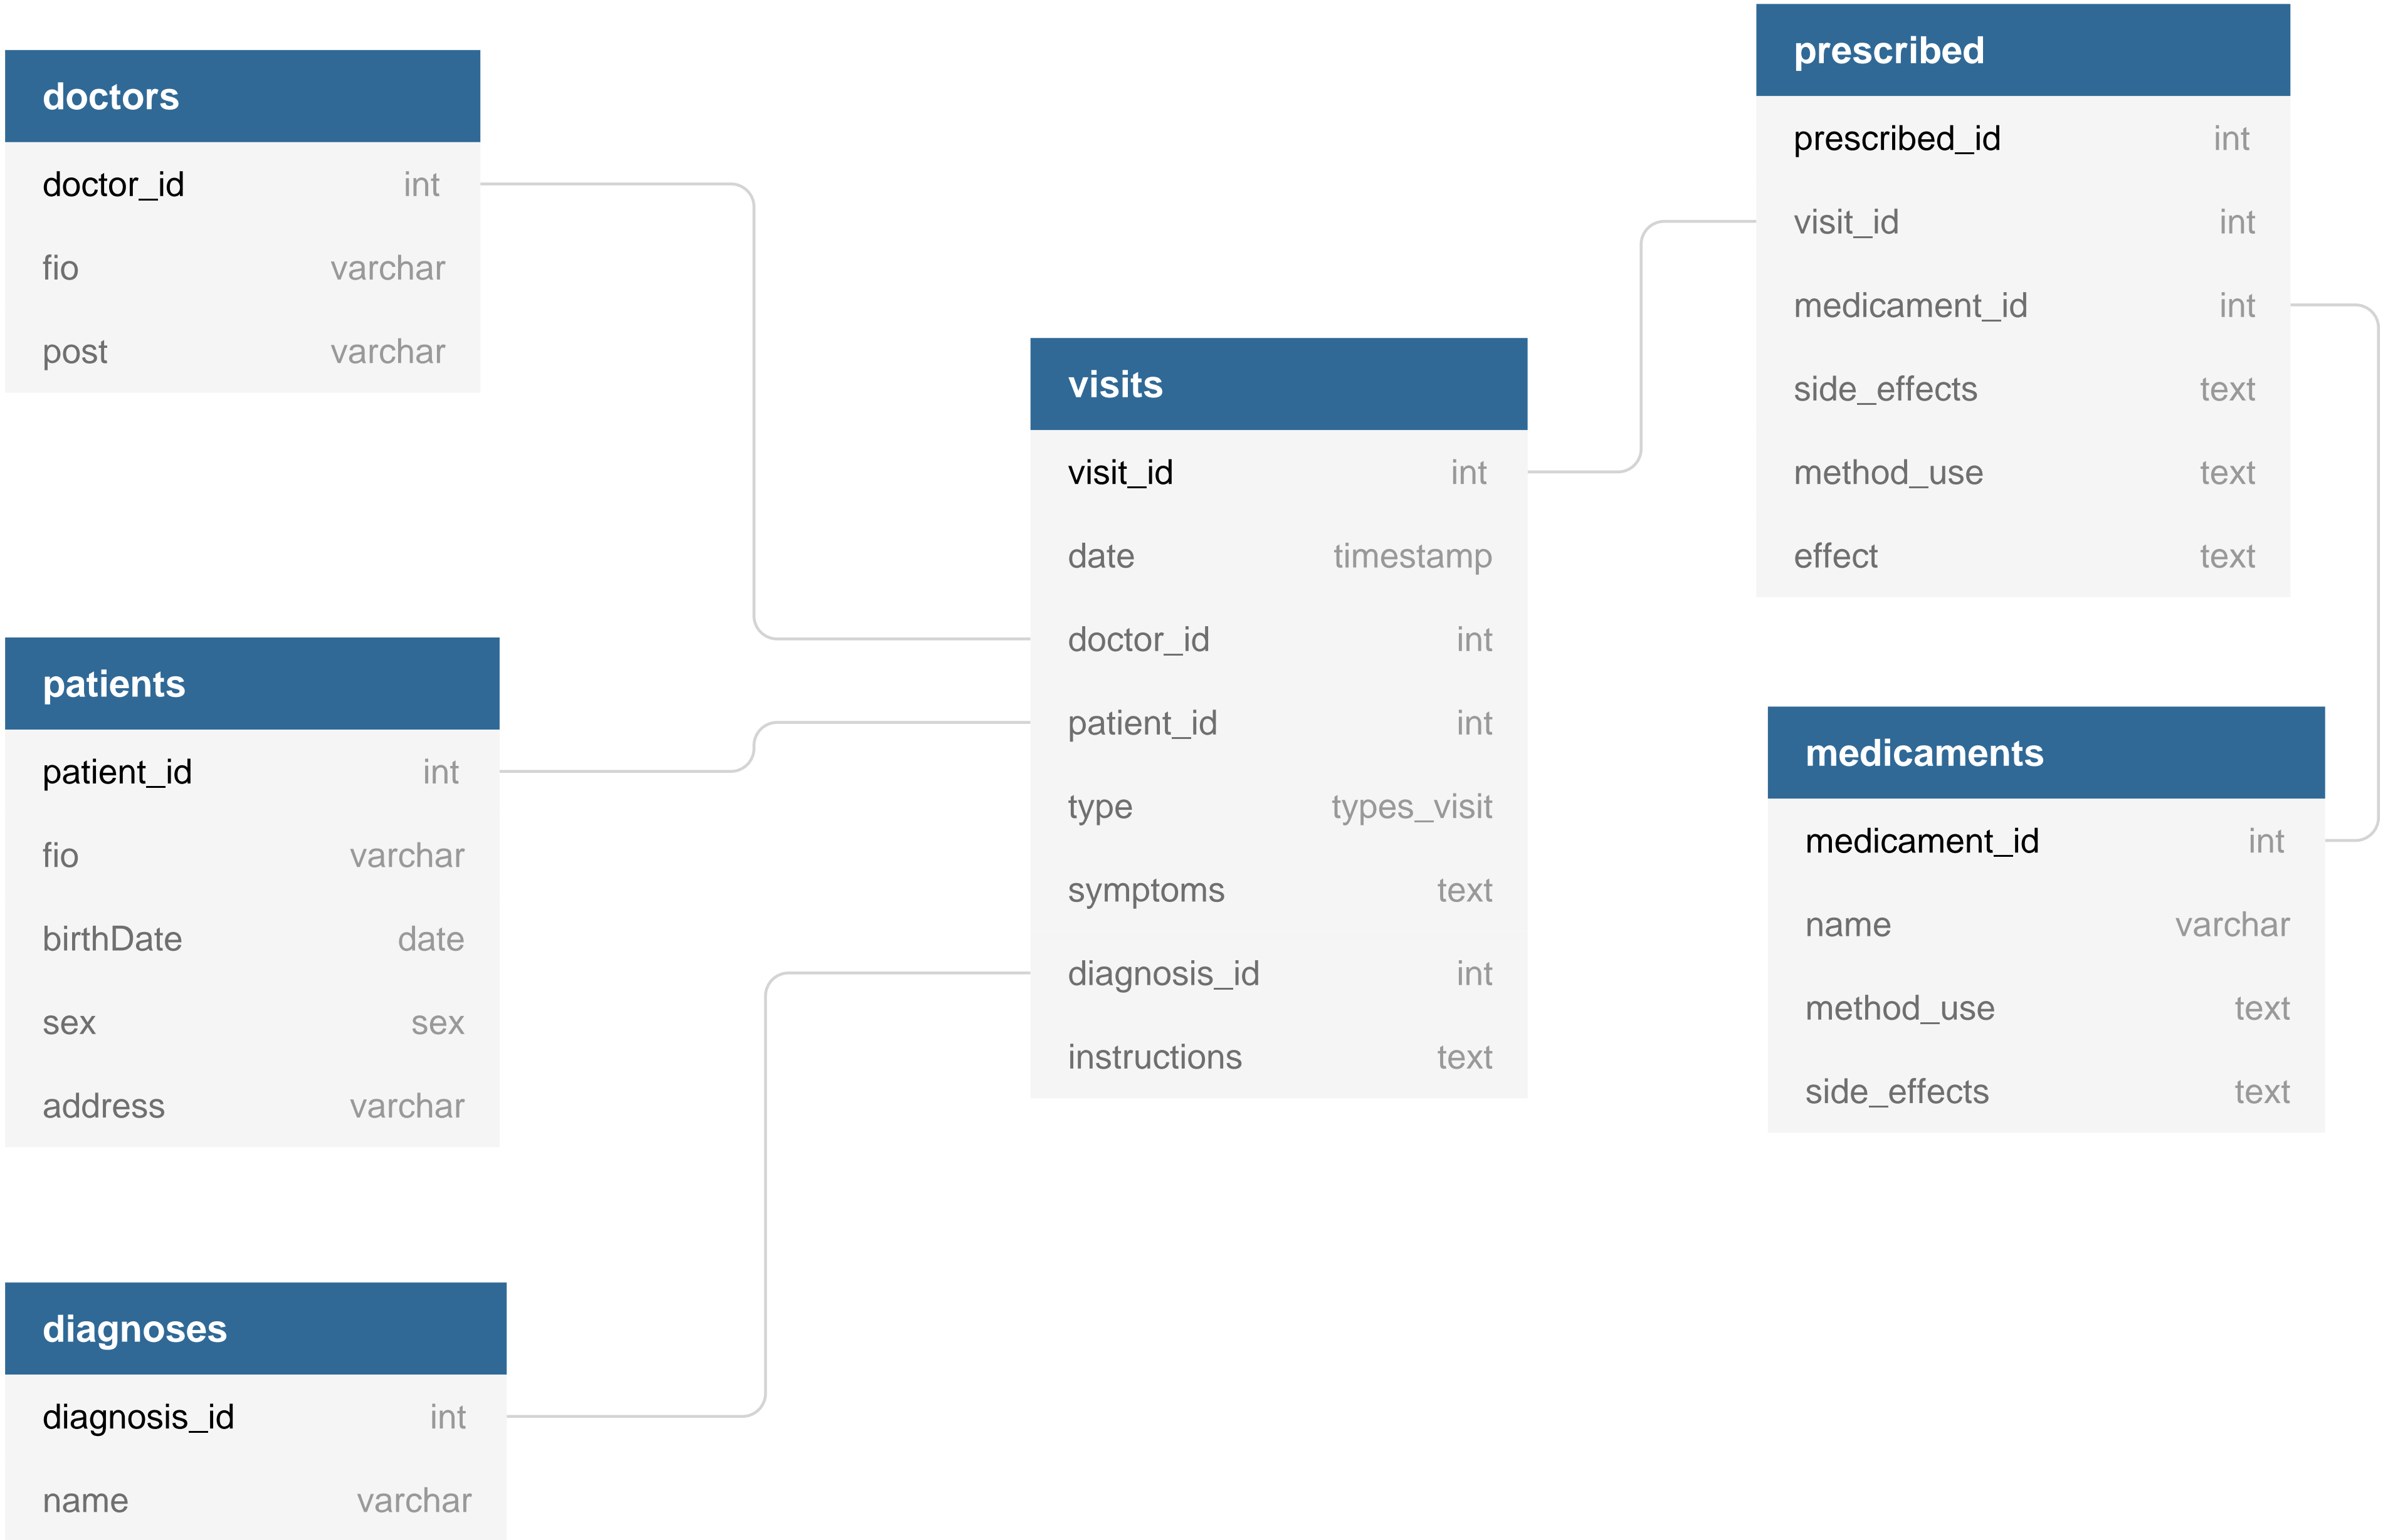 doctors
doctor_id int
fio varchar
post varchar
patients
patient_id int
fio varchar
birthDate date
sex sex
address varchar
diagnoses
diagnosis_id int
name varchar
visits
visit_id int
date timestamp
doctor_id int
patient_id int
type types_visit
symptoms text
diagnosis_id int
instructions text
prescribed
prescribed_id int
visit_id int
medicament_id int
side_effects text
method_use text
effect text
medicaments
medicament_id int
name varchar
method_use text
side_effects text